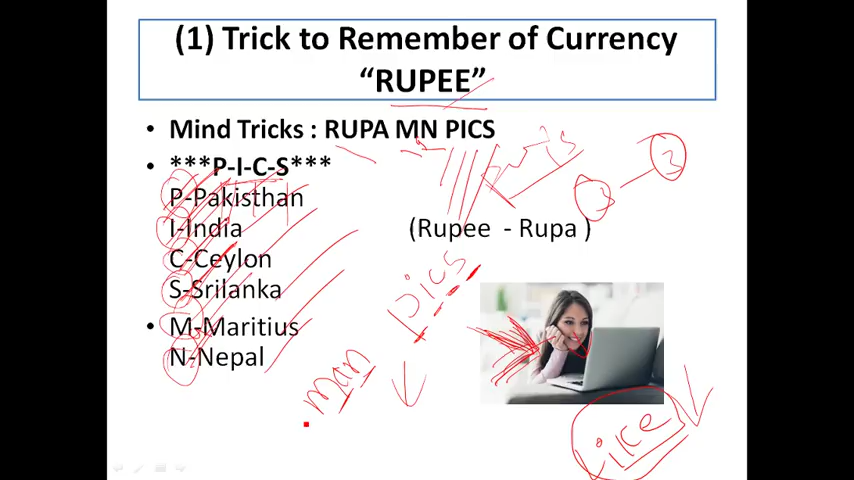 (1) Trick to Remember of Currency
“RUPEE”
• Mind Tricks : RUPA MN PICS
• ***P-I-C-S***
P-Pakisthan
I-India
(Rupee - Rupa )
C-Ceylon
S-Srilanka
• M-Maritius
N-Nepal
pics
man
3